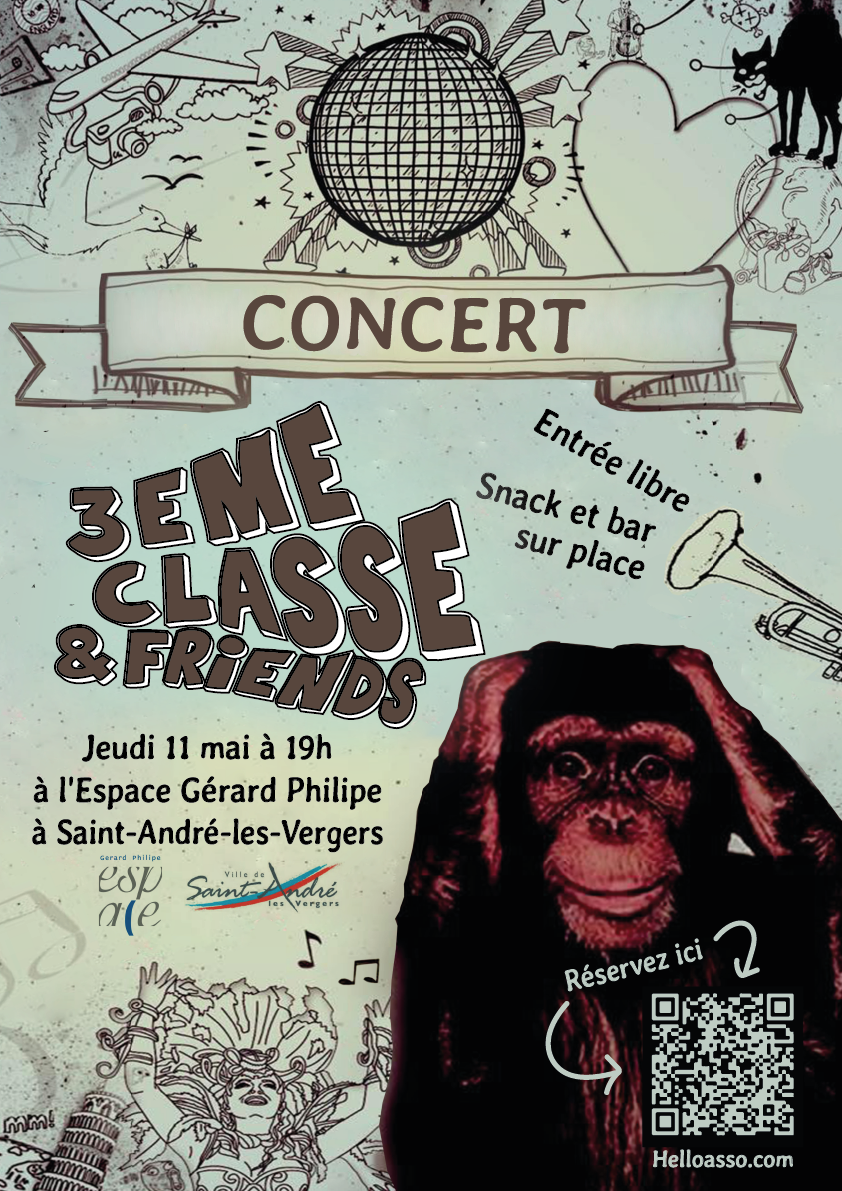 ENGLAND
CONCERT
Entrée libre
Snack et bar
sur place
3EME
CLASSE
& FRiENDS
Jeudi 11 mai à 19h
à l'Espace Gérard Philipe
à Saint-André-les-Vergers
Gerard Philipe
esp
a(e
Ville de
Saint-André
les Vergers
Réservez ici
mm!
Helloasso.com